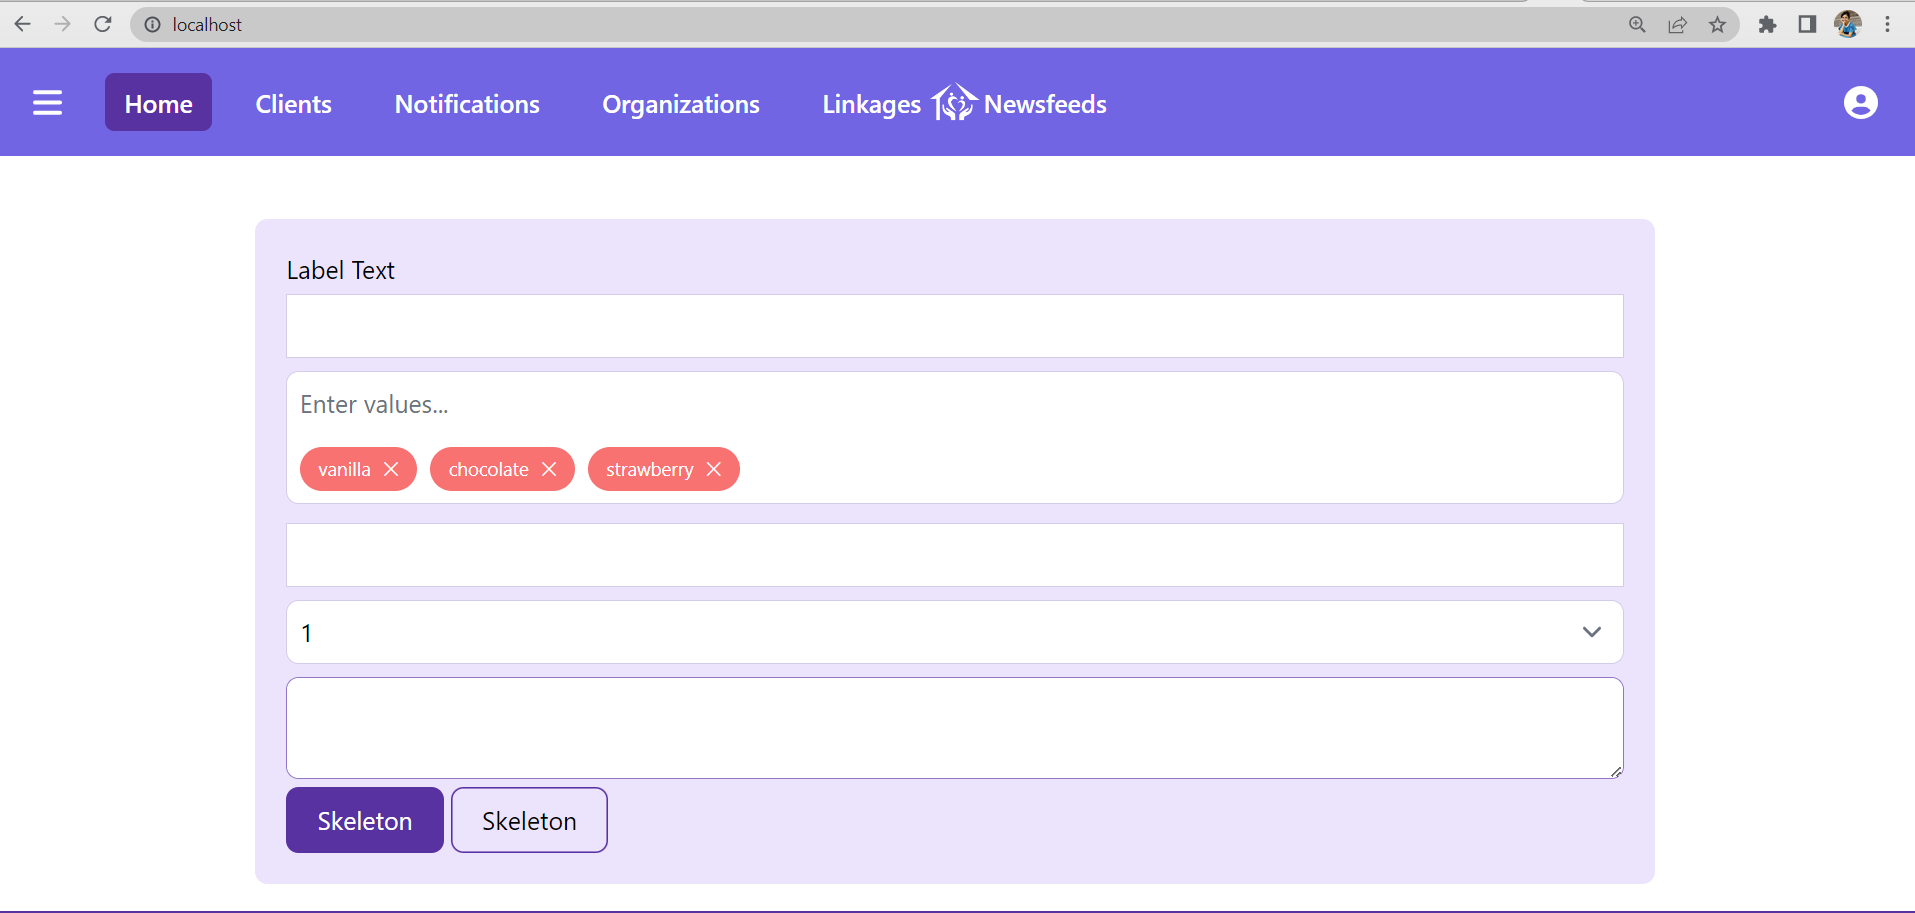 localhost
Home Clients Notifications Organizations Linkages Newsfeeds
Label Text
Enter values...
vanilla chocolate strawberry
1
Skeleton Skeleton